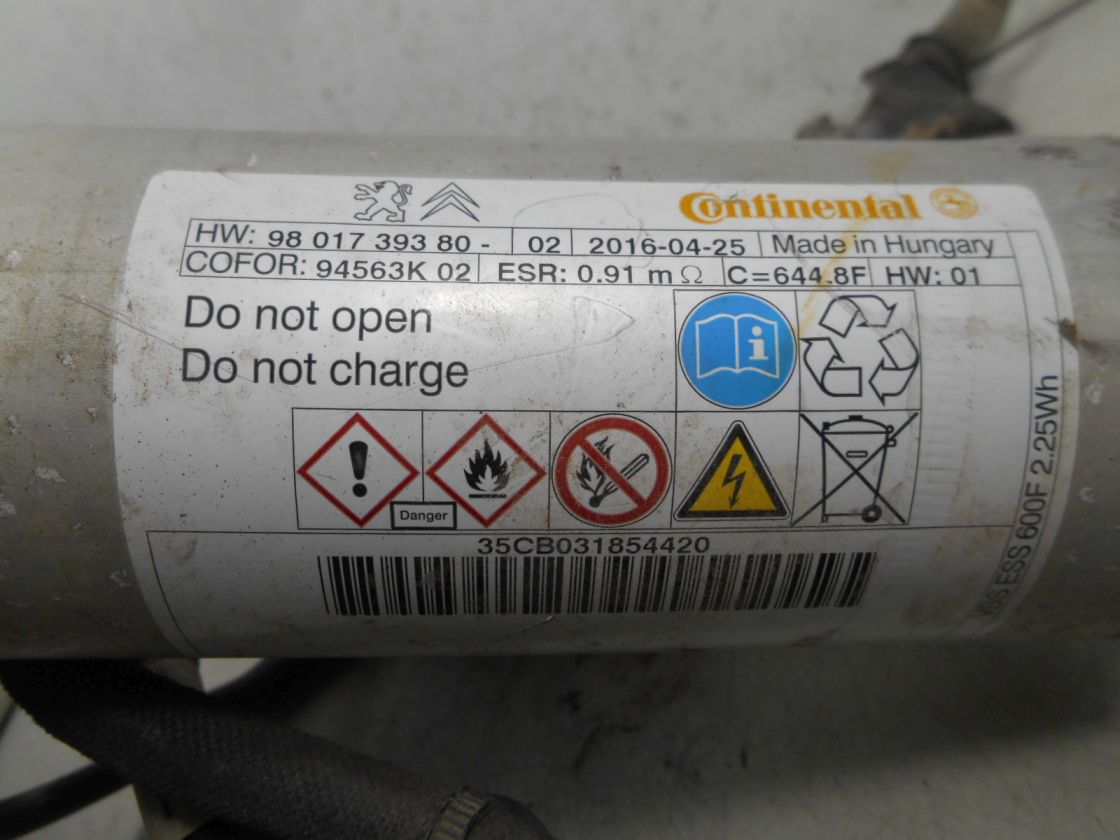 Continental
HW: 98 017 393 80 - 02 2016-04-25 Made in Hungary
COFOR: 94563K 02 ESR: 0.91 m Ω C=644.8F HW: 01
Do not open
Do not charge
i
Danger
35CB031854420
VSS ESS 600F 2.25Wh